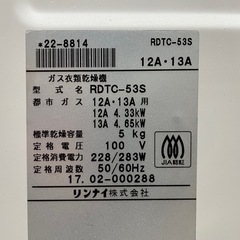 *22-8814
RDTC-53S
12A・13A
ガス衣類乾燥機
型式名 RDTC-53S
都市ガス 12A・13A 用
12A 4.33kW
13A 4.65kW
標準乾燥容量 5 kg
定格電圧 100 V
定格消費電力 228/283W
定格周波数 50/60Hz
17.02-000288
リンナイ株式会社